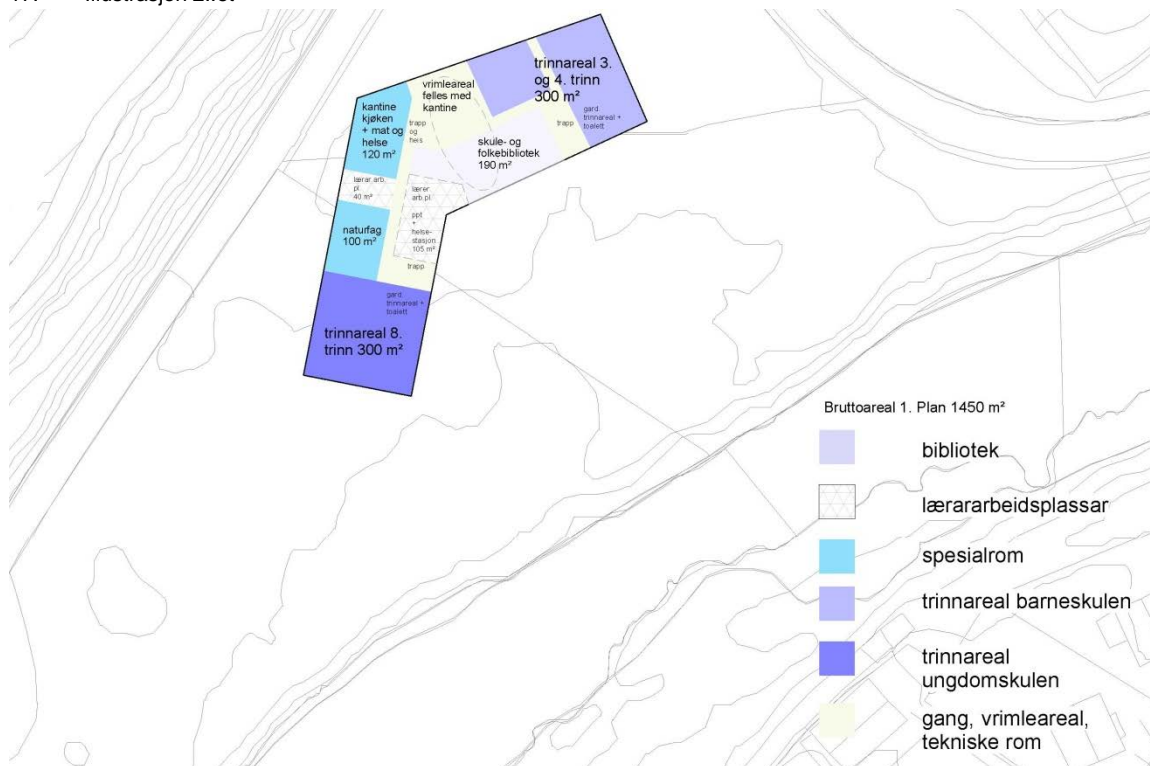 trinnareal 3.
og 4. trinn
300 m²
vrimleareal
felles med
kantine
kantine
kjøken
+ mat og
helse
120 m²
trapp
og
heis
gard
trinnareal +
toalett
trapp
skule- og
folkebibliotek
190 m²
lærar.arb.
pl.
40 m²
lærer.
arb.pl.
ppt
+
helse-
stasjon
105 m²
naturfag
100 m²
trapp
gard
trinnareal +
toalett
trinnareal 8.
trinn 300 m²
Bruttoareal 1. Plan 1450 m²
bibliotek
lærararbeidsplassar
spesialrom
trinnareal barneskulen
trinnareal
ungdomskulen
gang, vrimleareal,
tekniske rom